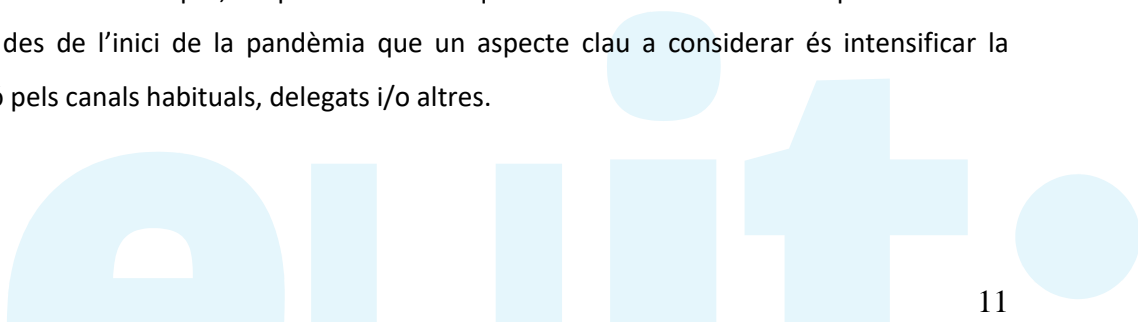 des de l’inici de la pandèmia que un aspecte clau a considerar és intensificar la
pels canals habituals, delegats i/o altres.
euit
11